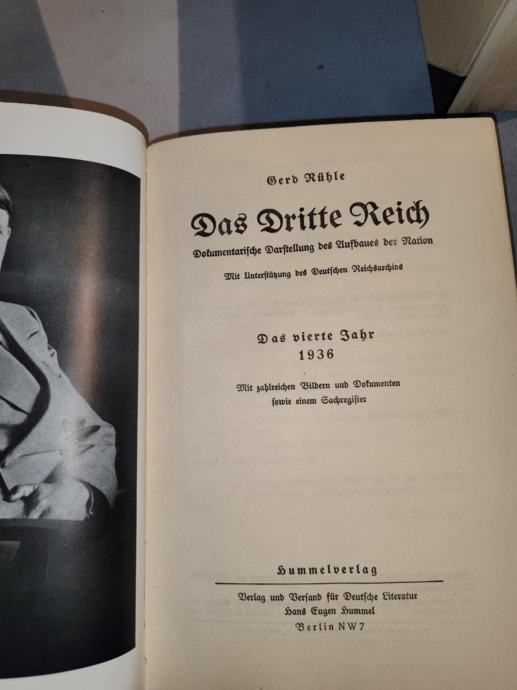 Gerd Rühle
Das Dritte Reich
Dokumentarische Darstellung des Aufbaues der Nation
Mit Unterstützung des Deutschen Reichsarchivs
Das vierte Jahr
1936
Mit zahlreichen Bildern und Dokumenten
sowie einem Sachregister
Hummelverlag
Verlag und Versand für Deutsche Literatur
Hans Eugen Hummel
Berlin NW 7